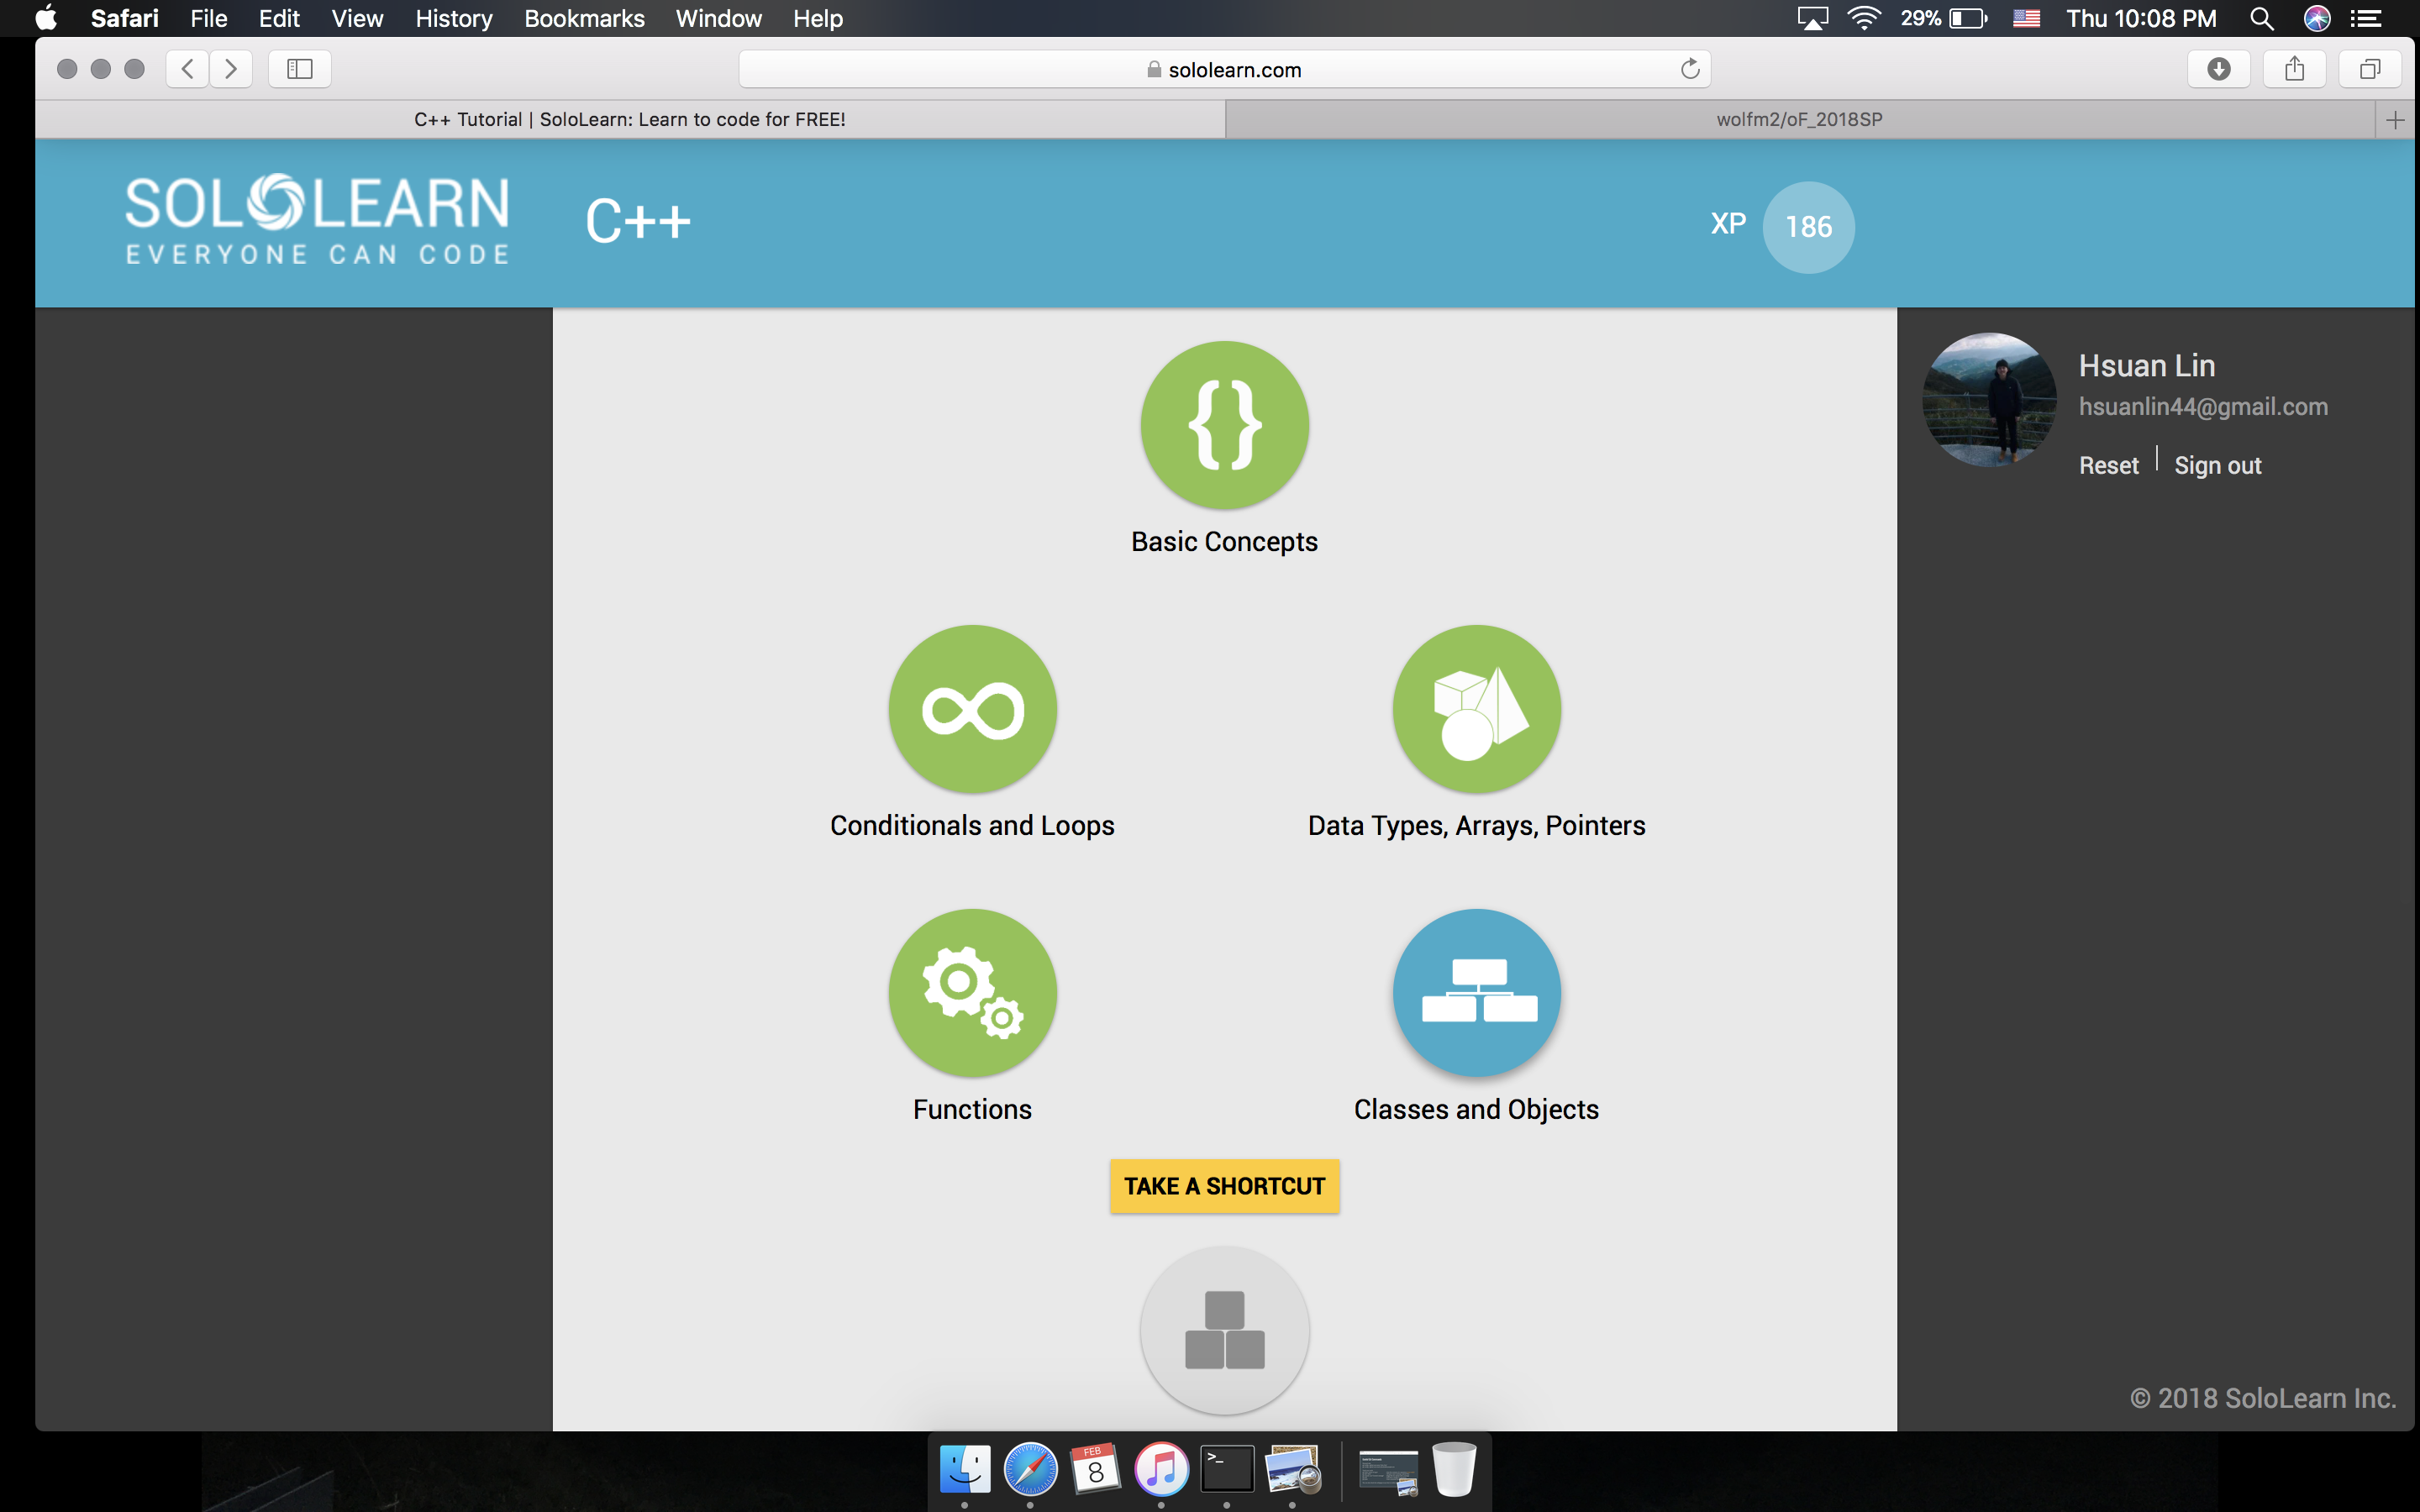 Safari File Edit View History Bookmarks Window Help 29% Thu 10:08 PM
sololearn.com
C++ Tutorial | SoloLearn: Learn to code for FREE! wolfm2/oF_2018SP
SOLOLEARN
EVERYONE CAN CODE
C++
XP 186
Hsuan Lin
hsuanlin44@gmail.com
Reset | Sign out
{}
Basic Concepts
Conditionals and Loops Data Types, Arrays, Pointers
Functions Classes and Objects
TAKE A SHORTCUT
© 2018 SoloLearn Inc.
FEB
8
>_